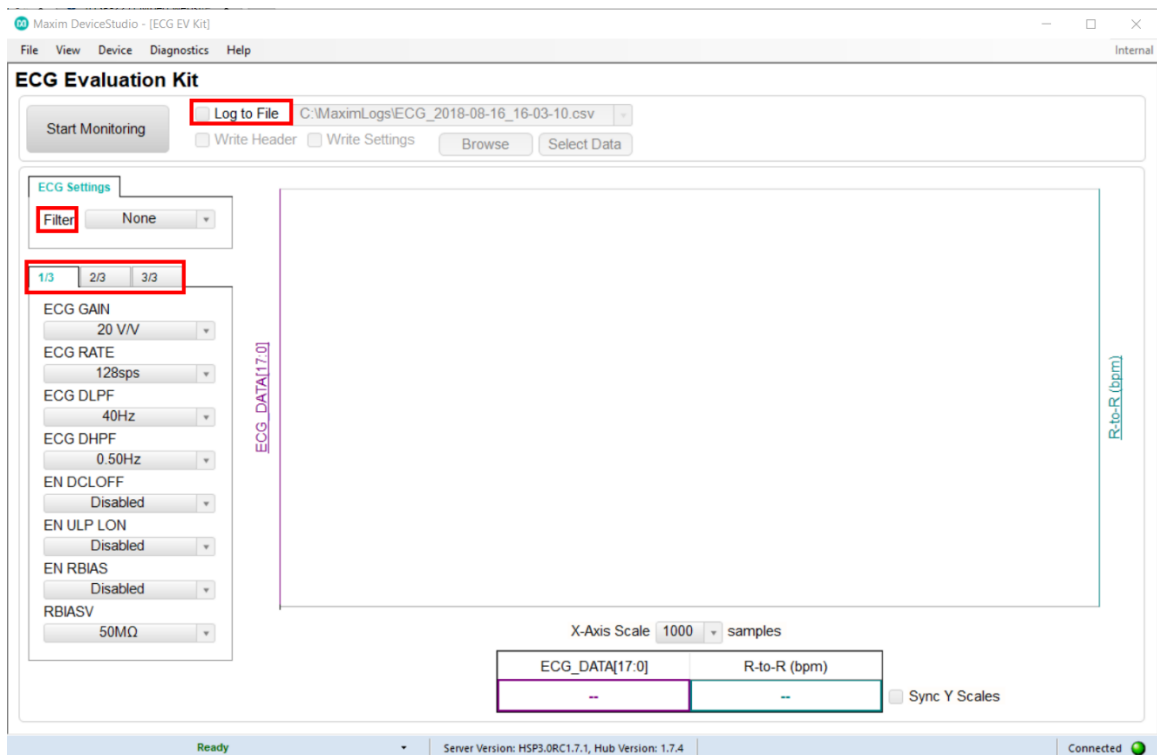 Maxim DeviceStudio - [ECG EV Kit]
File View Device Diagnostics Help Internal
ECG Evaluation Kit
Start Monitoring
Log to File C:\MaximLogs\ECG_2018-08-16_16-03-10.csv
Write Header Write Settings Browse Select Data
ECG Settings
Filter None
1/3 2/3 3/3
ECG GAIN
20 V/V
ECG RATE
128sps
ECG DLPF
40Hz
ECG DHPF
0.50Hz
EN DCLOFF
Disabled
EN ULP LON
Disabled
EN RBIAS
Disabled
RBIASV
50MΩ
ECG_DATA[17:0]
R-to-R (bpm)
X-Axis Scale 1000 samples
ECG_DATA[17:0] R-to-R (bpm)
-- --
Sync Y Scales
Ready Server Version: HSP3.0RC1.7.1, Hub Version: 1.7.4 Connected